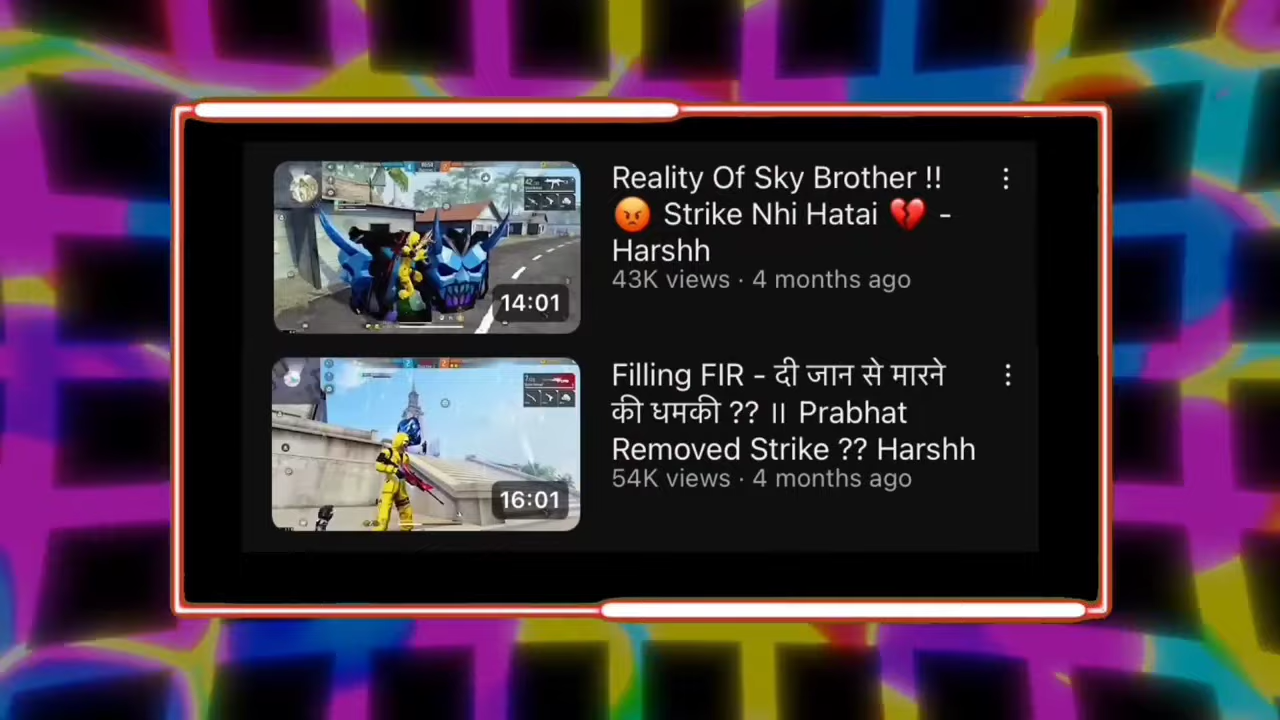 Reality Of Sky Brother !!
😡 Strike Nhi Hatai 💔 -
Harshh
43K views · 4 months ago
14:01
Filling FIR - दी जान से मारने
की धमकी ?? ॥ Prabhat
Removed Strike ?? Harshh
54K views · 4 months ago
16:01